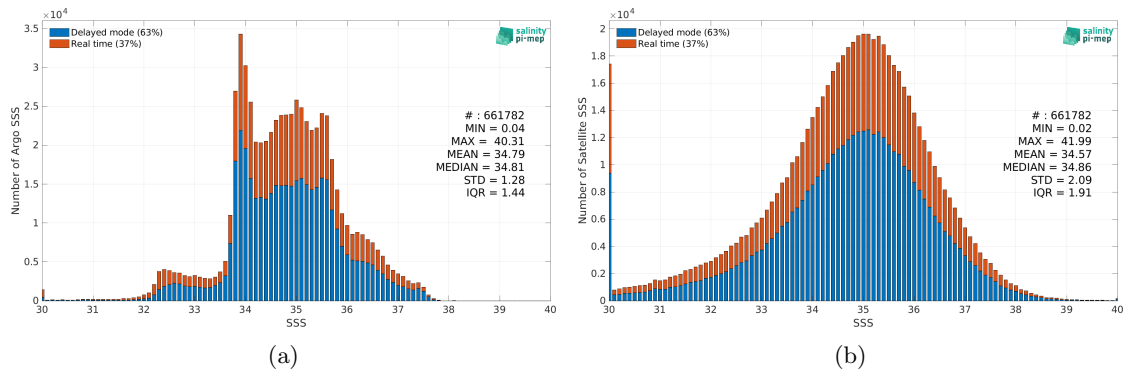 ×10⁴
Delayed mode (63%)
Real time (37%)
salinity
pi-mep
3.5
3
2.5
2
1.5
1
0.5
0
Number of Argo SSS
# : 661782
MIN = 0.04
MAX = 40.31
MEAN = 34.79
MEDIAN = 34.81
STD = 1.28
IQR = 1.44
30 31 32 33 34 35 36 37 38 39 40
SSS
(a)
×10⁴
Delayed mode (63%)
Real time (37%)
salinity
pi-mep
2
1.8
1.6
1.4
1.2
1
0.8
0.6
0.4
0.2
0
Number of Satellite SSS
# : 661782
MIN = 0.02
MAX = 41.99
MEAN = 34.57
MEDIAN = 34.86
STD = 2.09
IQR = 1.91
30 31 32 33 34 35 36 37 38 39 40
SSS
(b)